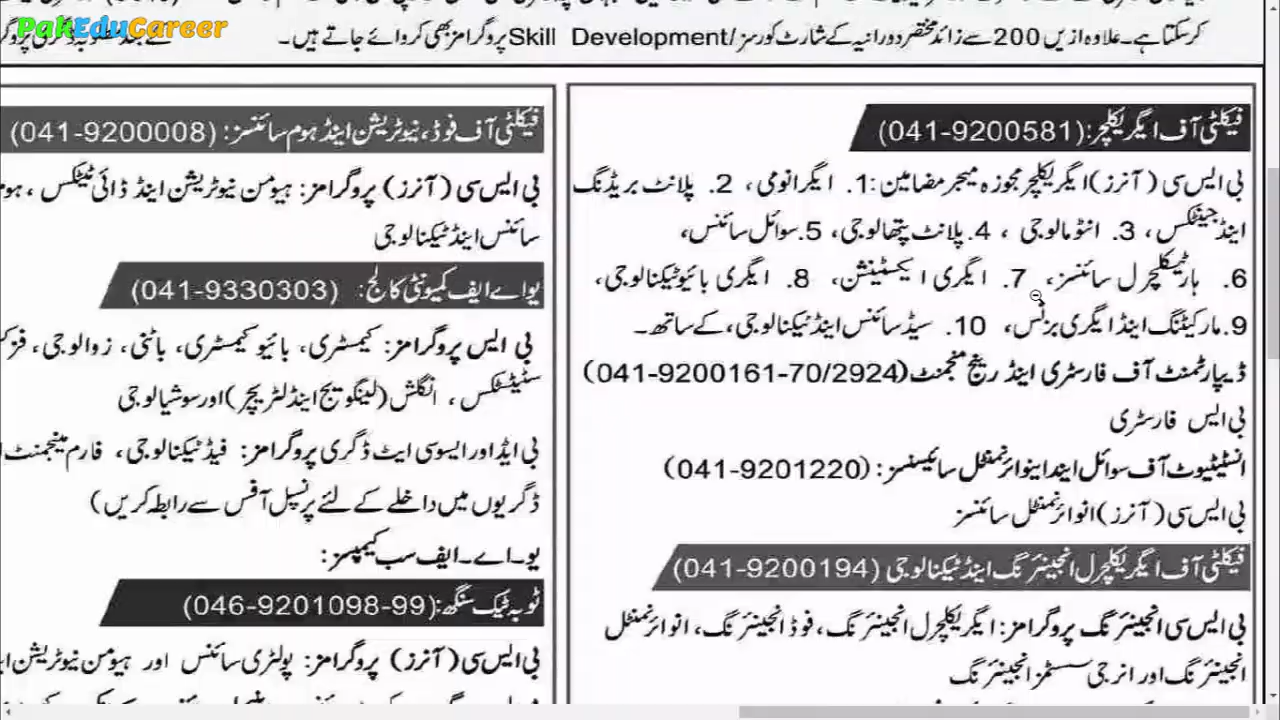 PakEduCareer
کرسکتا ہے۔ علاوہ ازیں 200 سے زائد مختصر دورانیہ کے شارٹ کورسز/Skill Development پروگرامز بھی کروائے جاتے ہیں۔
فیکلٹی آف ایگریکلچر: (041-9200581)
بی ایس سی (آنرز) ایگریکلچر مجوزہ میجر مضامین: 1. ایگرانومی، 2. پلانٹ بریڈنگ
اینڈ جینٹکس، 3. انٹومالوجی، 4. پلانٹ پتھالوجی، 5. سوائل سائنس،
6. ہارٹیکلچرل سائنسز، 7. ایگری ایکسٹینشن، 8. ایگری بائیوٹیکنالوجی،
9. مارکیٹنگ اینڈ ایگری بزنس، 10. سیڈ سائنس اینڈ ٹیکنالوجی، کے ساتھ۔
ڈیپارٹمنٹ آف فارسٹری اینڈ رینج منجمنٹ (041-9200161-70/2924)
بی ایس فارسٹری
انسٹیٹیوٹ آف سوائل اینڈ اینوائرنمنٹل سائینسز: (041-9201220)
بی ایس سی (آنرز) انوائرنمنٹل سائنسز
فیکلٹی آف ایگریکلچرل انجینئرنگ اینڈ ٹیکنالوجی (041-9200194)
بی ایس سی انجینئرنگ پروگرامز: ایگریکلچرل انجینئرنگ، فوڈ انجینئرنگ، انوائرنمنٹل
انجینئرنگ اور انرجی سسٹمز انجینئرنگ
فیکلٹی آف فوڈ، نیوٹریشن اینڈ ہوم سائنسز: (041-9200008)
بی ایس سی (آنرز) پروگرامز: ہیومن نیوٹریشن اینڈ ڈائی ٹیٹکس،
سائنس اینڈ ٹیکنالوجی
یو اے ایف کمیونٹی کالج: (041-9330303)
بی ایس پروگرامز: کیمسٹری، بائیو کیمسٹری، باٹنی، زوالوجی،
سٹیٹسٹکس، انگلش (لینگویج اینڈ لٹریچر) اور سوشیالوجی
بی ایڈ اور ایسوسی ایٹ ڈگری پروگرامز: فیڈ ٹیکنالوجی، فارم مینجمنٹ
ڈگریوں میں داخلے کے لئے پرنسپل آفس سے رابطہ کریں)
یو۔اے۔ایف سب کیمپسز:
ٹوبہ ٹیک سنگھ: (046-9201098-99)
بی ایس سی (آنرز) پروگرامز: پولٹری سائنس اور ہیومن نیوٹریشن